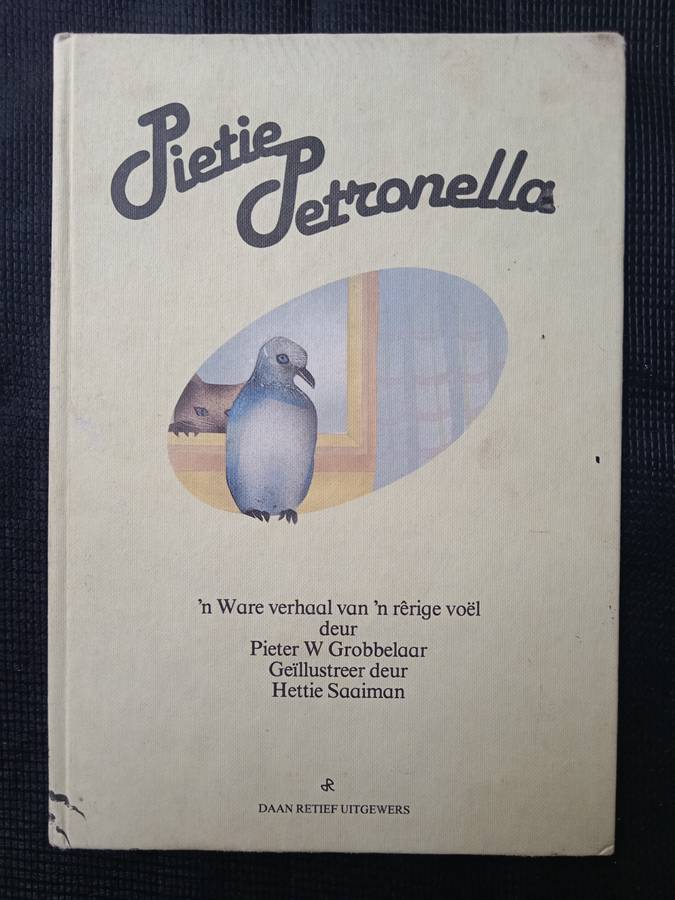 Pietie
Petronella
'n Ware verhaal van 'n rêrige voël
deur
Pieter W Grobbelaar
Geïllustreer deur
Hettie Saaiman
DAAN RETIEF UITGEWERS